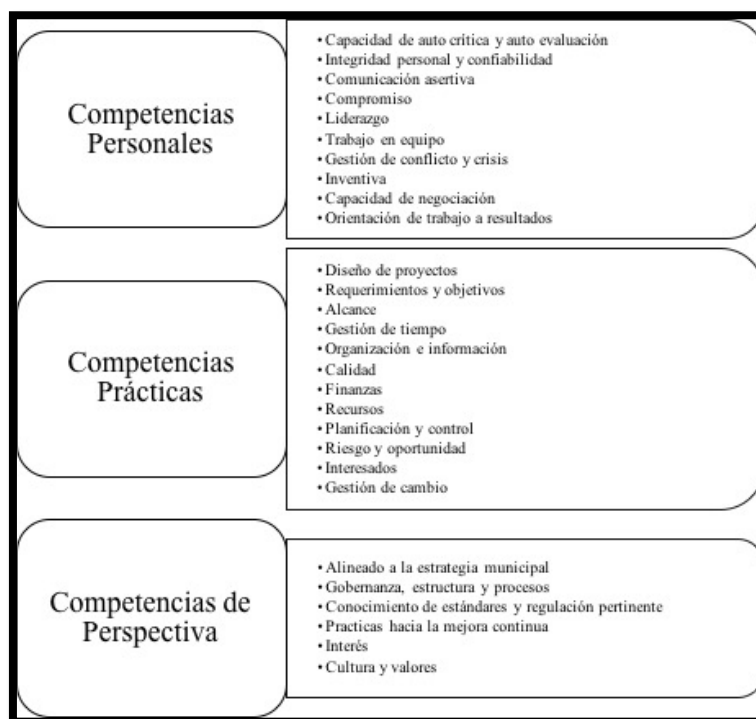 Competencias
Personales
• Capacidad de auto crítica y auto evaluación
• Integridad personal y confiabilidad
• Comunicación asertiva
• Compromiso
• Liderazgo
• Trabajo en equipo
• Gestión de conflicto y crisis
• Inventiva
• Capacidad de negociación
• Orientación de trabajo a resultados
Competencias
Prácticas
• Diseño de proyectos
• Requerimientos y objetivos
• Alcance
• Gestión de tiempo
• Organización e información
• Calidad
• Finanzas
• Recursos
• Planificación y control
• Riesgo y oportunidad
• Interesados
• Gestión de cambio
Competencias de
Perspectiva
• Alineado a la estrategia municipal
• Gobernanza, estructura y procesos
• Conocimiento de estándares y regulación pertinente
• Practicas hacia la mejora continua
• Interés
• Cultura y valores